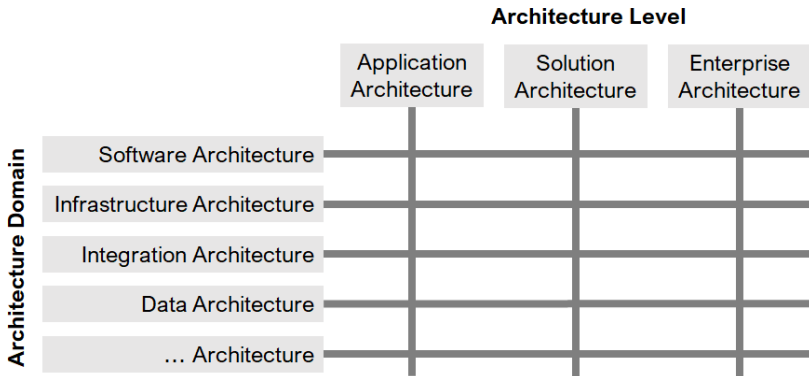 Architecture Level
Application
Architecture
Solution
Architecture
Enterprise
Architecture
Architecture Domain
Software Architecture
Infrastructure Architecture
Integration Architecture
Data Architecture
… Architecture